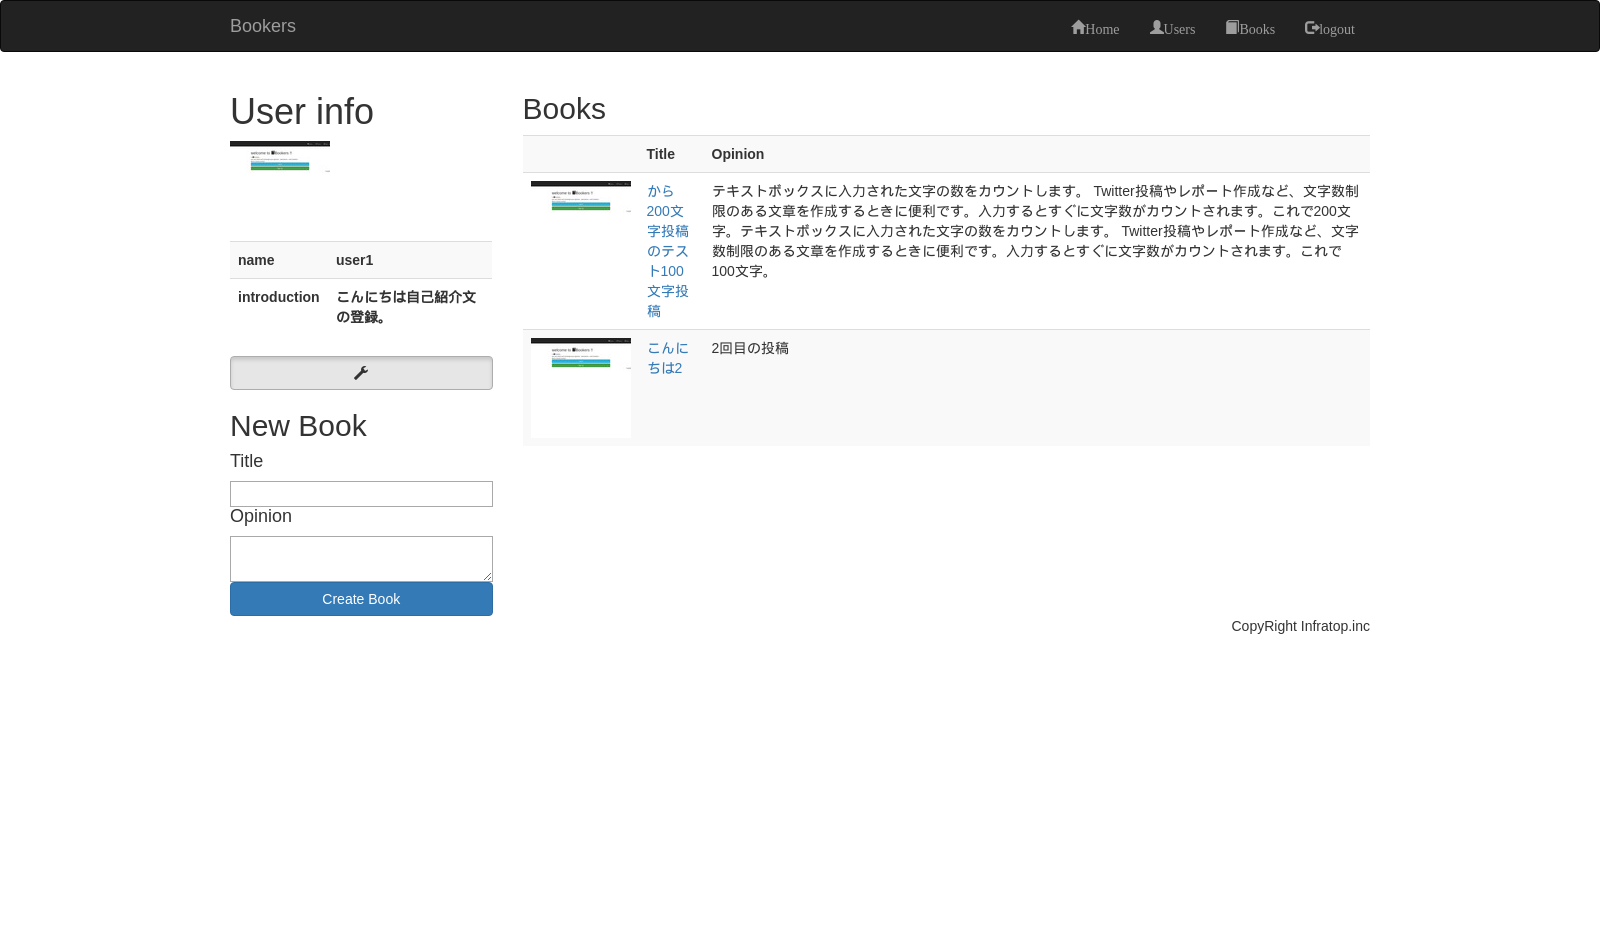 Bookers
Home
Users
Books
logout
User info
welcome to Bookers !!
name user1
introduction こんにちは自己紹介文
の登録。
New Book
Title
Opinion
Create Book
Books
Title Opinion
welcome to Bookers !!
から
200文
字投稿
のテス
ト100
文字投
稿
テキストボックスに入力された文字の数をカウントします。 Twitter投稿やレポート作成など、文字数制
限のある文章を作成するときに便利です。入力するとすぐに文字数がカウントされます。これで200文
字。テキストボックスに入力された文字の数をカウントします。 Twitter投稿やレポート作成など、文字
数制限のある文章を作成するときに便利です。入力するとすぐに文字数がカウントされます。これで
100文字。
welcome to Bookers !!
こんに
ちは2
2回目の投稿
CopyRight Infratop.inc